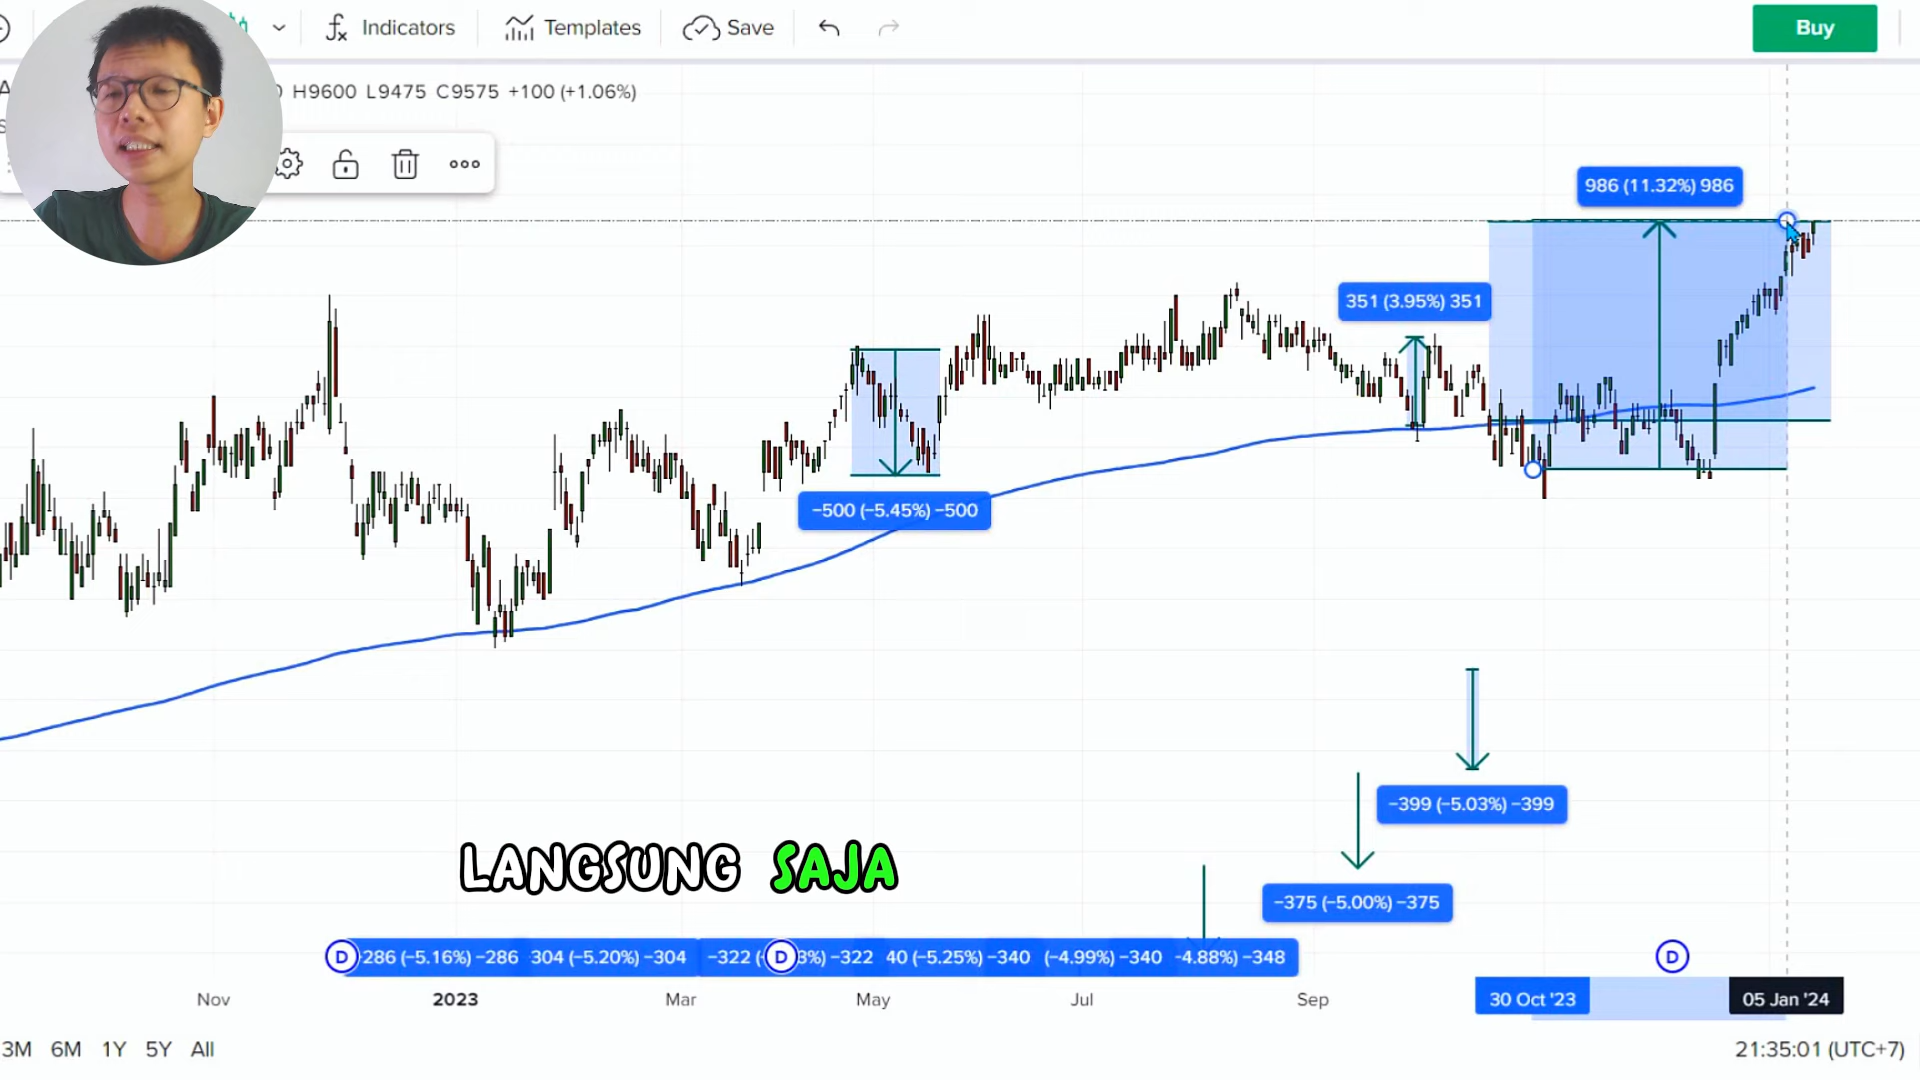 Indicators
Templates
Save
Buy
H9600 L9475 C9575 +100 (+1.06%)
986 (11.32%) 986
351 (3.95%) 351
−500 (−5.45%) −500
−399 (−5.03%) −399
−375 (−5.00%) −375
LANGSUNG SAJA
D
286 (−5.16%) −286
304 (−5.20%) −304
−322 (
D
3%) −322
40 (−5.25%) −340
(−4.99%) −340
-4.88%) −348
D
Nov
2023
Mar
May
Jul
Sep
30 Oct '23
05 Jan '24
3M
6M
1Y
5Y
All
21:35:01 (UTC+7)